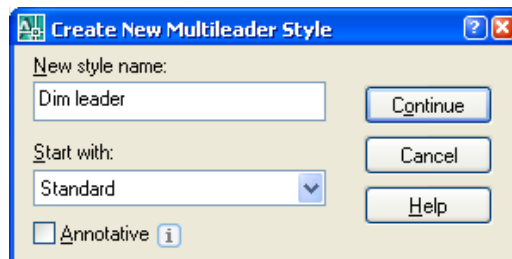 Create New Multileader Style
New style name:
Dim leader
Continue
Start with:
Cancel
Standard
Help
Annotative